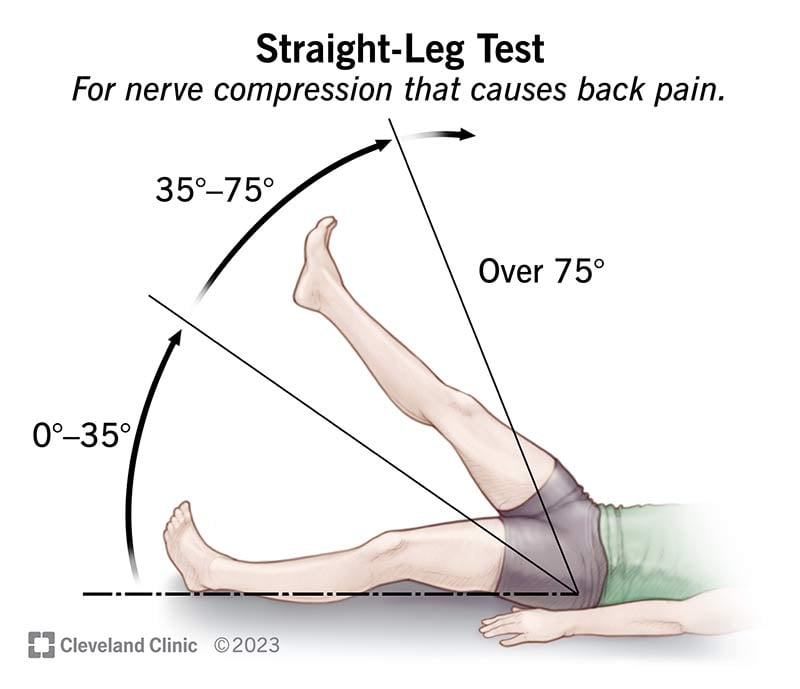 Straight-Leg Test
For nerve compression that causes back pain.
35°–75°
Over 75°
0°–35°
Cleveland Clinic ©2023